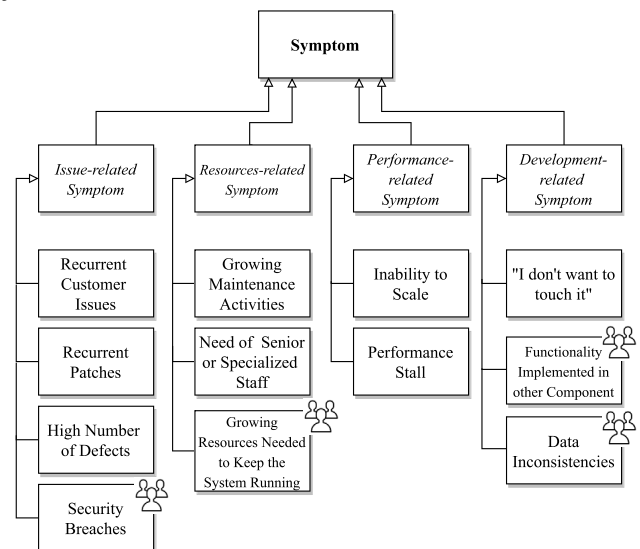 Symptom
Issue-related
Symptom
Resources-related
Symptom
Performance-
related
Symptom
Development-
related
Symptom
Recurrent
Customer
Issues
Recurrent
Patches
High Number
of Defects
Security
Breaches
Growing
Maintenance
Activities
Need of Senior
or Specialized
Staff
Growing
Resources Needed
to Keep the
System Running
Inability to
Scale
Performance
Stall
"I don't want to
touch it"
Functionality
Implemented in
other Component
Data
Inconsistencies